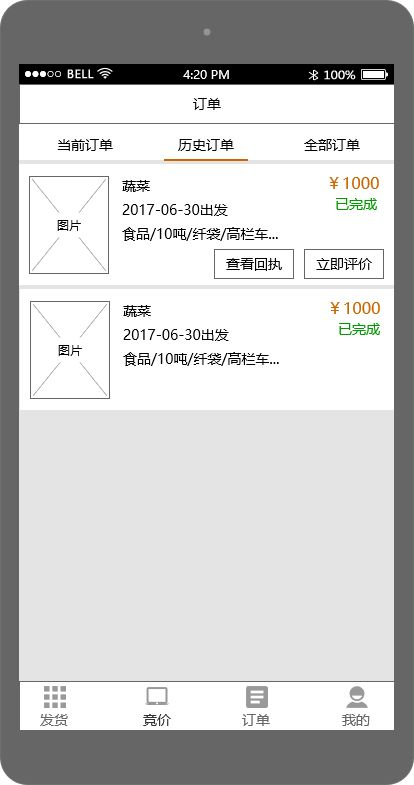 BELL 4:20 PM 100%
订单
当前订单 历史订单 全部订单
图片
蔬菜 ￥1000
2017-06-30出发 已完成
食品/10吨/纤袋/高栏车...
查看回执 立即评价
图片
蔬菜 ￥1000
2017-06-30出发 已完成
食品/10吨/纤袋/高栏车...
发货 竞价 订单 我的